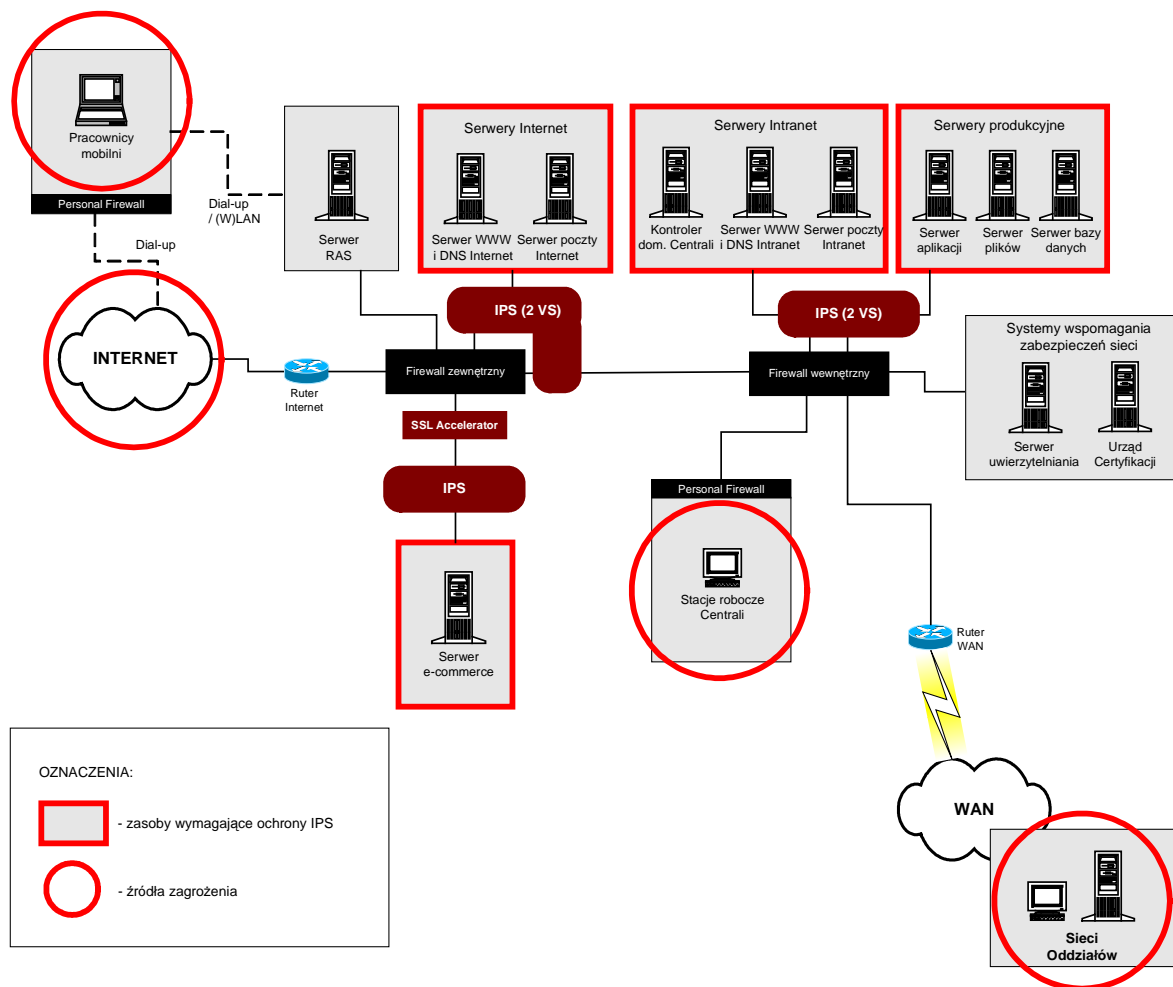 Pracownicy
mobilni
Personal Firewall
Dial-up
/ (W)LAN
Dial-up
Serwer
RAS
Serwery Internet
Serwer WWW
i DNS Internet
Serwer poczty
Internet
Serwery Intranet
Kontroler
dom. Centrali
Serwer WWW
i DNS Intranet
Serwer poczty
Intranet
Serwery produkcyjne
Serwer
aplikacji
Serwer
plików
Serwer bazy
danych
IPS (2 VS)
IPS (2 VS)
INTERNET
Ruter
Internet
Firewall zewnętrzny
Firewall wewnętrzny
Systemy wspomagania
zabezpieczeń sieci
Serwer
uwierzytelniania
Urząd
Certyfikacji
SSL Accelerator
IPS
Serwer
e-commerce
Personal Firewall
Stacje robocze
Centrali
Ruter
WAN
WAN
Sieci
Oddziałów
OZNACZENIA:
- zasoby wymagające ochrony IPS
- źródła zagrożenia